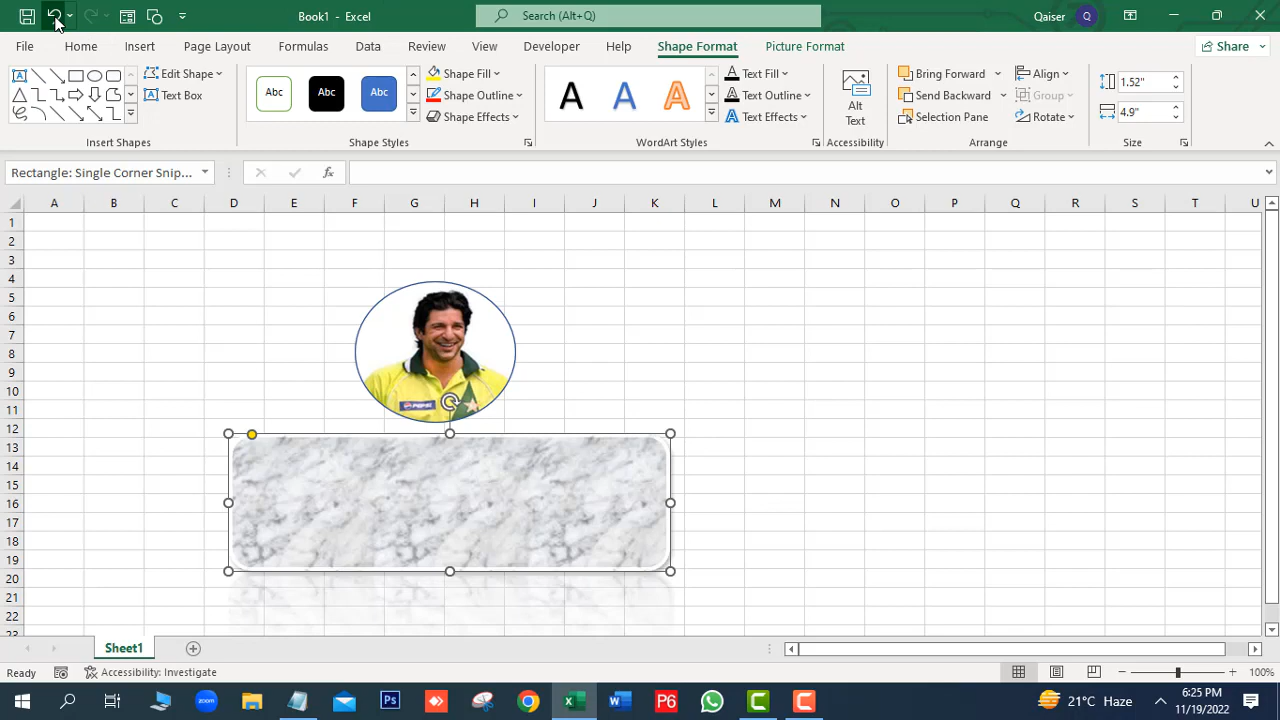 Book1 - Excel
Search (Alt+Q)
Qaiser Q
File Home Insert Page Layout Formulas Data Review View Developer Help Shape Format Picture Format Share
Edit Shape
Text Box
Insert Shapes
Abc Abc Abc
Shape Fill
Shape Outline
Shape Effects
Shape Styles
A A A
Text Fill
Text Outline
Text Effects
WordArt Styles
Alt
Text
Accessibility
Bring Forward
Send Backward
Selection Pane
Align
Group
Rotate
Arrange
1.52"
4.9"
Size
Rectangle: Single Corner Snip...
fx
A B C D E F G H I J K L M N O P Q R S T U
1
2
3
4
5
6
7
8
9
10
11
12
13
14
15
16
17
18
19
20
21
22
23
PEPSI
Sheet1
Ready Accessibility: Investigate 100%
zoom Ps P6 21°C Haze
6:25 PM
11/19/2022